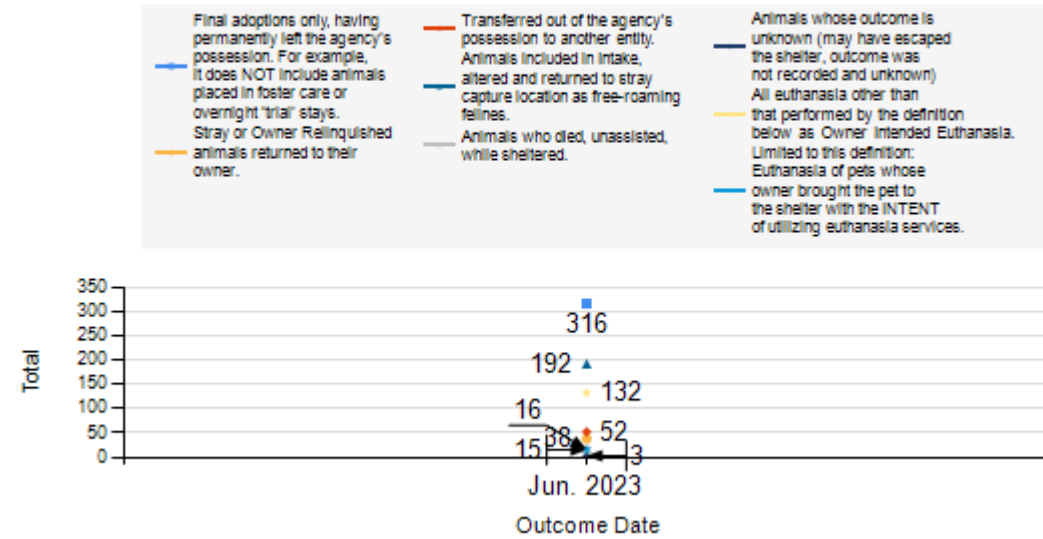 Final adoptions only, having
permanently left the agency's
possession. For example,
it does NOT include animals
placed in foster care or
overnight "trial" stays.
Stray or Owner Relinquished
animals returned to their
owner.
Transferred out of the agency's
possession to another entity.
Animals included in intake,
altered and returned to stray
capture location as free-roaming
felines.
Animals who died, unassisted,
while sheltered.
Animals whose outcome is
unknown (may have escaped
the shelter, outcome was
not recorded and unknown)
All euthanasia other than
that performed by the definition
below as Owner Intended Euthanasia.
Limited to this definition:
Euthanasia of pets whose
owner brought the pet to
the shelter with the INTENT
of utilizing euthanasia services.
350
300
250
200
150
100
50
0
Total
316
192
132
16
38
52
15
3
Jun. 2023
Outcome Date